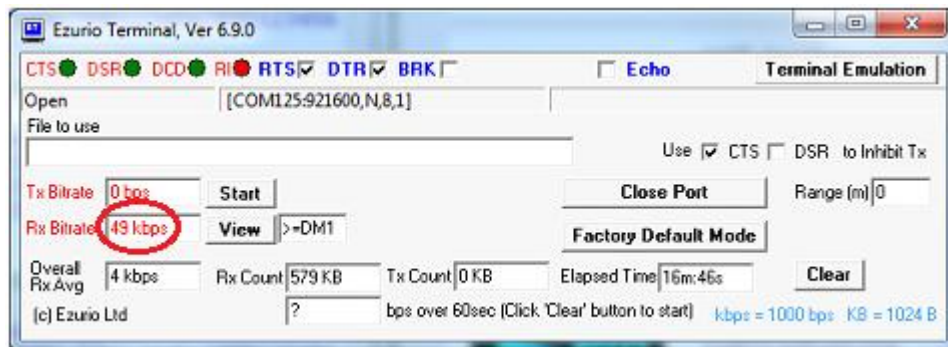 Ezurio Terminal, Ver 6.9.0
CTS DSR DCD RI RTS DTR BRK Echo Terminal Emulation
Open [COM125:921600,N,8,1]
File to use
Use CTS DSR to Inhibit Tx
Tx Bitrate 0 bps Start Close Port Range (m) 0
Rx Bitrate 49 kbps View >=DM1 Factory Default Mode
Overall Rx Avg 4 kbps Rx Count 579 KB Tx Count 0 KB Elapsed Time 16m:46s Clear
(c) Ezurio Ltd ? bps over 60sec (Click 'Clear' button to start) kbps = 1000 bps KB = 1024 B